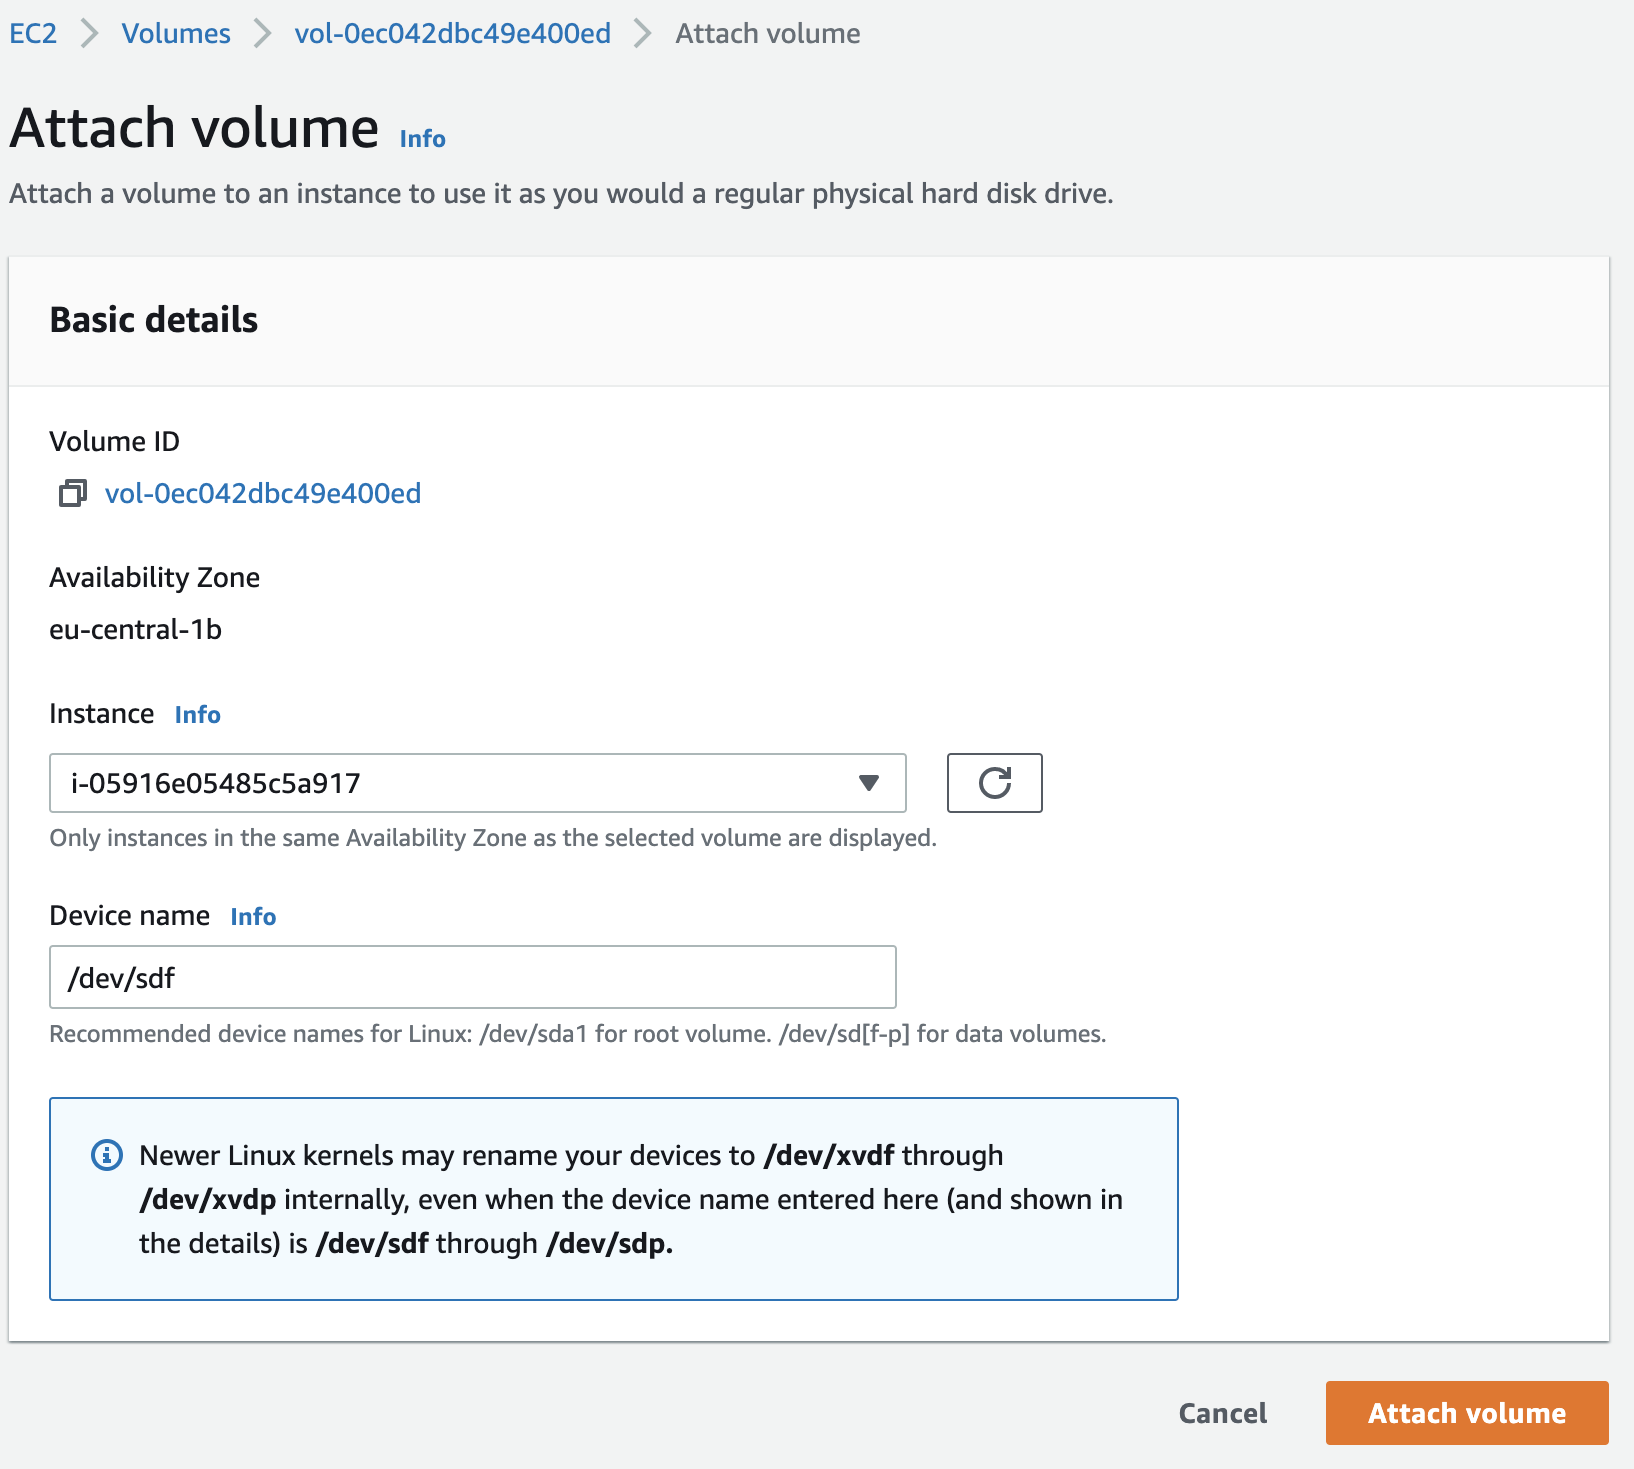 EC2 Volumes vol-0ec042dbc49e400ed Attach volume
Attach volume Info
Attach a volume to an instance to use it as you would a regular physical hard disk drive.
Basic details
Volume ID
vol-0ec042dbc49e400ed
Availability Zone
eu-central-1b
Instance Info
i-05916e05485c5a917
Only instances in the same Availability Zone as the selected volume are displayed.
Device name Info
/dev/sdf
Recommended device names for Linux: /dev/sda1 for root volume. /dev/sd[f-p] for data volumes.
Newer Linux kernels may rename your devices to /dev/xvdf through
/dev/xvdp internally, even when the device name entered here (and shown in
the details) is /dev/sdf through /dev/sdp.
Cancel Attach volume